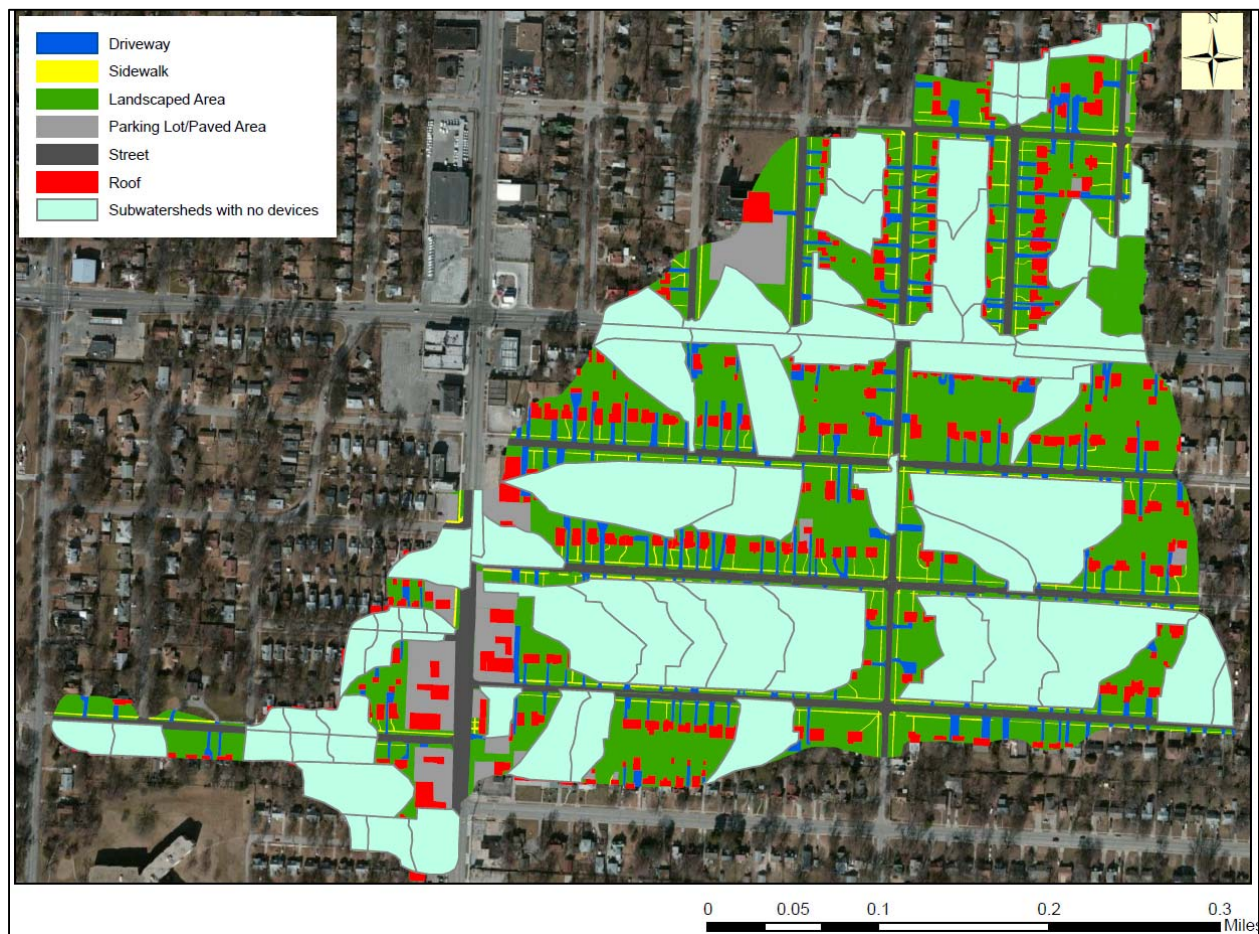 Driveway
Sidewalk
Landscaped Area
Parking Lot/Paved Area
Street
Roof
Subwatersheds with no devices
N
0 0.05 0.1 0.2 0.3
Miles